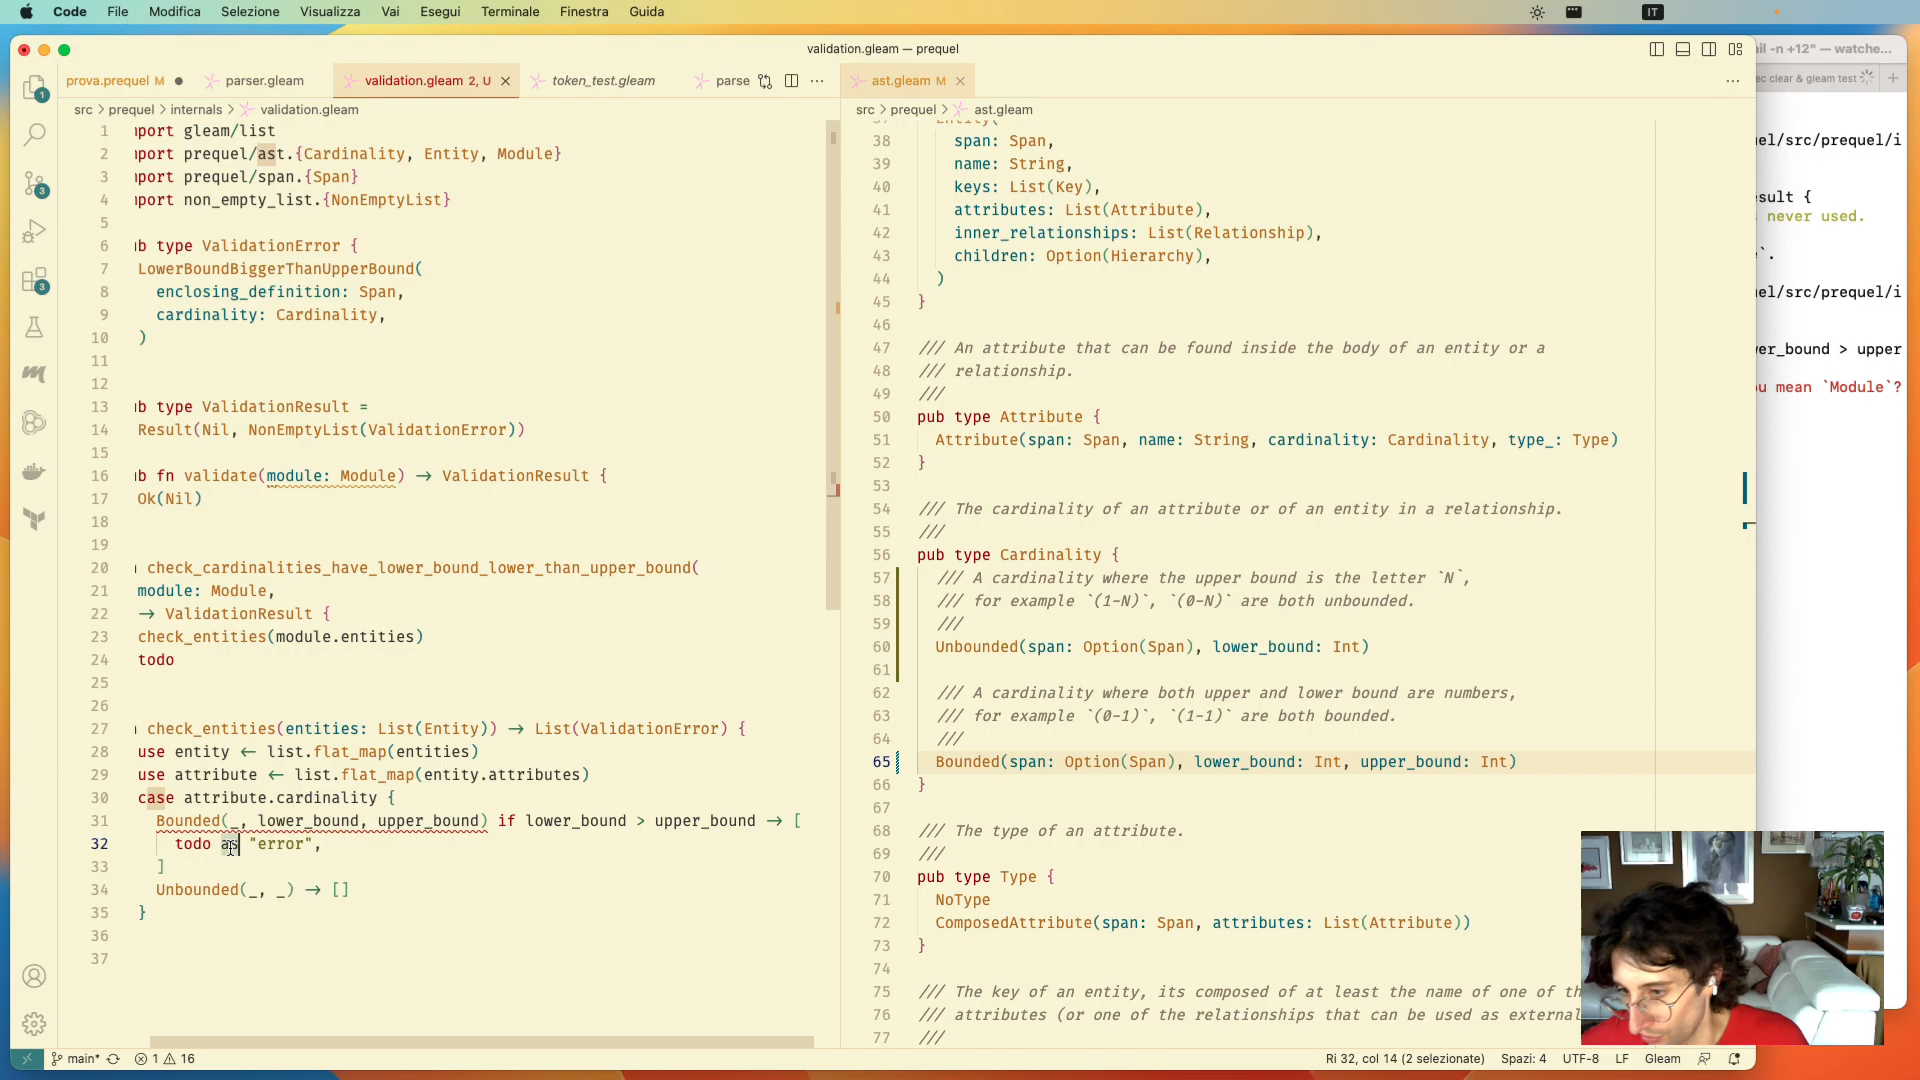 Code File Modifica Selezione Visualizza Vai Esegui Terminale Finestra Guida IT
validation.gleam — prequel
prova.prequel M parser.gleam validation.gleam 2, U token_test.gleam parse
src > prequel > internals > validation.gleam
1 import gleam/list
2 import prequel/ast.{Cardinality, Entity, Module}
3 import prequel/span.{Span}
4 import non_empty_list.{NonEmptyList}
5
6 ub type ValidationError {
7 LowerBoundBiggerThanUpperBound(
8 enclosing_definition: Span,
9 cardinality: Cardinality,
10 )
11
12
13 ub type ValidationResult =
14 Result(Nil, NonEmptyList(ValidationError))
15
16 ub fn validate(module: Module) → ValidationResult {
17 Ok(Nil)
18
19
20 check_cardinalities_have_lower_bound_lower_than_upper_bound(
21 module: Module,
22 → ValidationResult {
23 check_entities(module.entities)
24 todo
25
26
27 check_entities(entities: List(Entity)) → List(ValidationError) {
28 use entity ← list.flat_map(entities)
29 use attribute ← list.flat_map(entity.attributes)
30 case attribute.cardinality {
31 Bounded(_, lower_bound, upper_bound) if lower_bound > upper_bound → [
32 todo as "error",
33 ]
34 Unbounded(_, _) → []
35 }
36
37
ast.gleam M
src > prequel > ast.gleam
Entity(
38 span: Span,
39 name: String,
40 keys: List(Key),
41 attributes: List(Attribute),
42 inner_relationships: List(Relationship),
43 children: Option(Hierarchy),
44 )
45 }
46
47 /// An attribute that can be found inside the body of an entity or a
48 /// relationship.
49 ///
50 pub type Attribute {
51 Attribute(span: Span, name: String, cardinality: Cardinality, type_: Type)
52 }
53
54 /// The cardinality of an attribute or of an entity in a relationship.
55 ///
56 pub type Cardinality {
57 /// A cardinality where the upper bound is the letter `N`,
58 /// for example `(1-N)`, `(0-N)` are both unbounded.
59 ///
60 Unbounded(span: Option(Span), lower_bound: Int)
61
62 /// A cardinality where both upper and lower bound are numbers,
63 /// for example `(0-1)`, `(1-1)` are both bounded.
64 ///
65 Bounded(span: Option(Span), lower_bound: Int, upper_bound: Int)
66 }
67
68 /// The type of an attribute.
69 ///
70 pub type Type {
71 NoType
72 ComposedAttribute(span: Span, attributes: List(Attribute))
73 }
74
75 /// The key of an entity, its composed of at least the name of one of th
76 /// attributes (or one of the relationships that can be used as external
77 ///
ail -n +12" — watche...
ec clear & gleam test
el/src/prequel/i
sult {
never used.
`.
el/src/prequel/i
er_bound > upper
u mean `Module`?
main* 1 16
Ri 32, col 14 (2 selezionate) Spazi: 4 UTF-8 LF Gleam